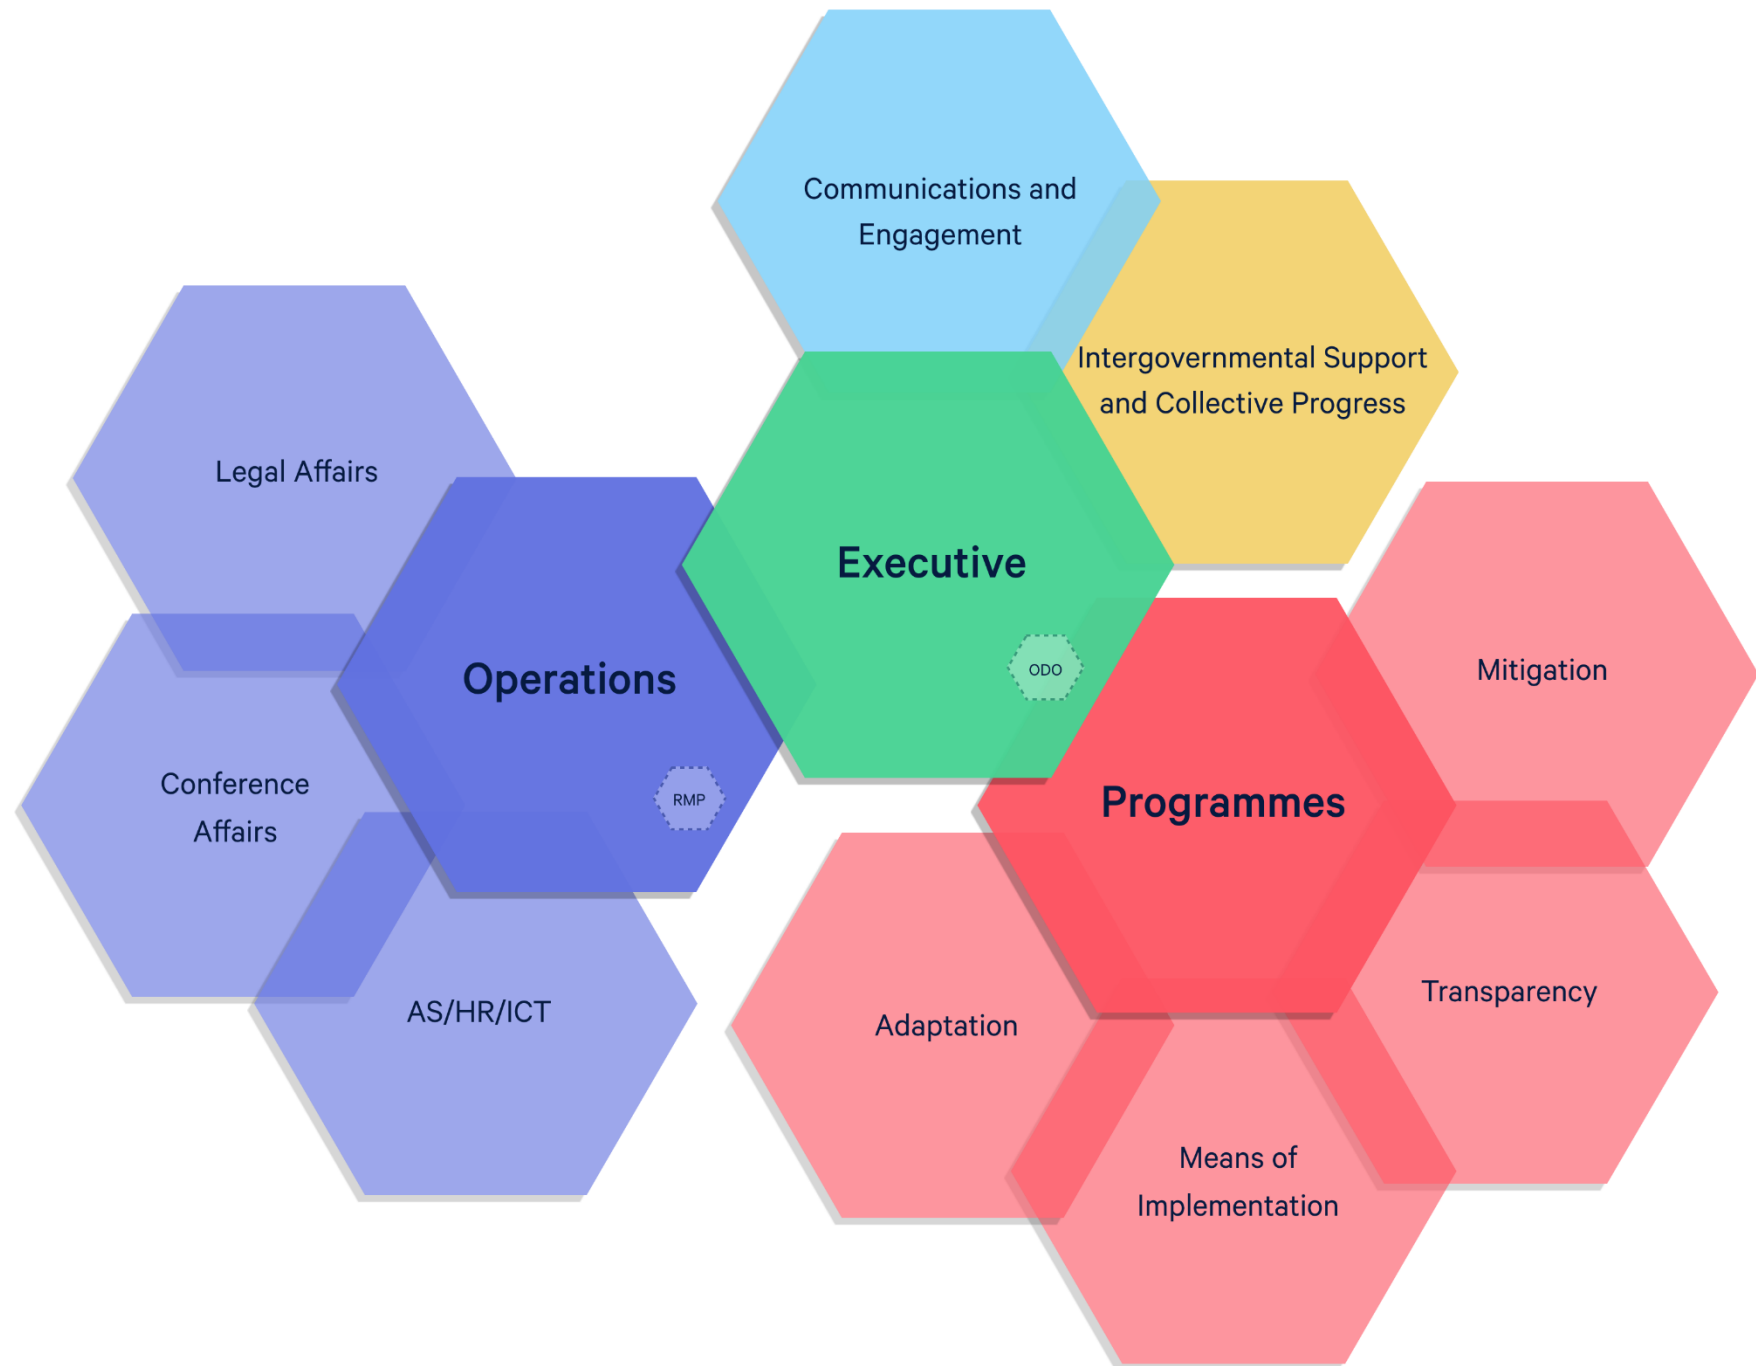 Communications and
Engagement
Intergovernmental Support
and Collective Progress
Legal Affairs
Executive
Operations
ODO
Mitigation
Conference
Affairs
RMP
Programmes
AS/HR/ICT
Adaptation
Transparency
Means of
Implementation